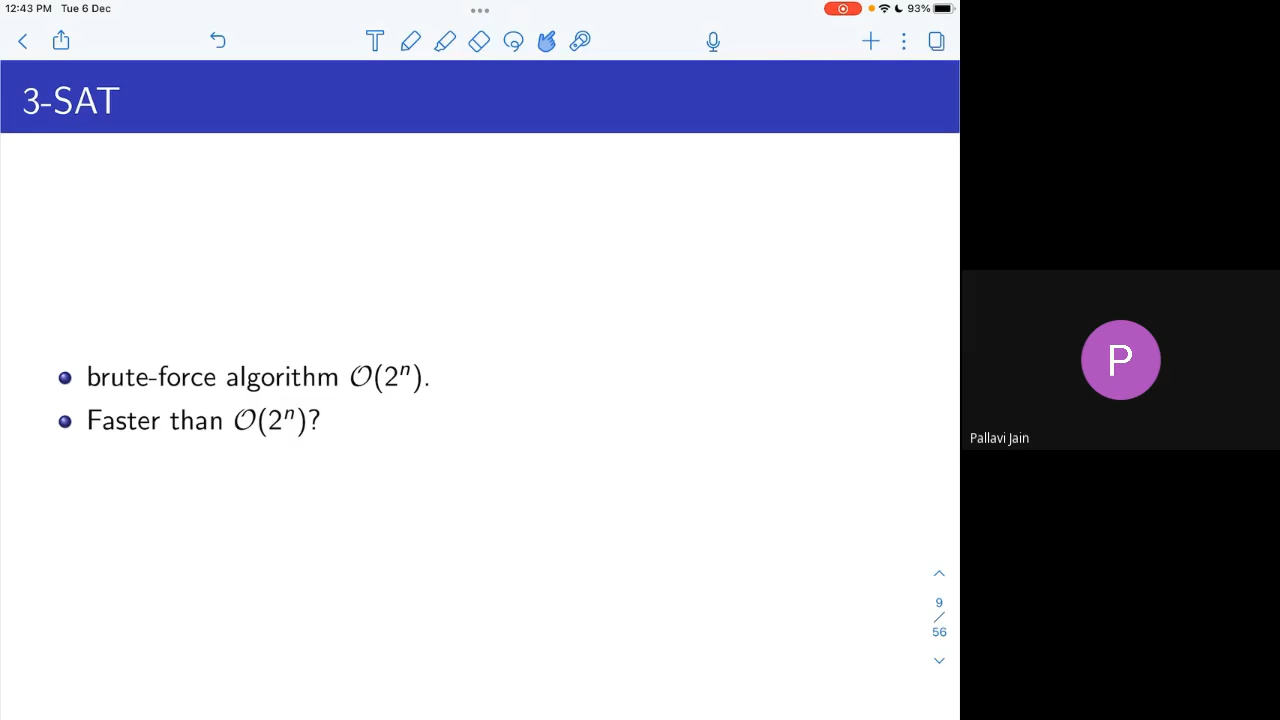 12:43 PM Tue 6 Dec
93%
3-SAT
brute-force algorithm 𝒪(2ⁿ).
Faster than 𝒪(2ⁿ)?
9
/
56
P
Pallavi Jain